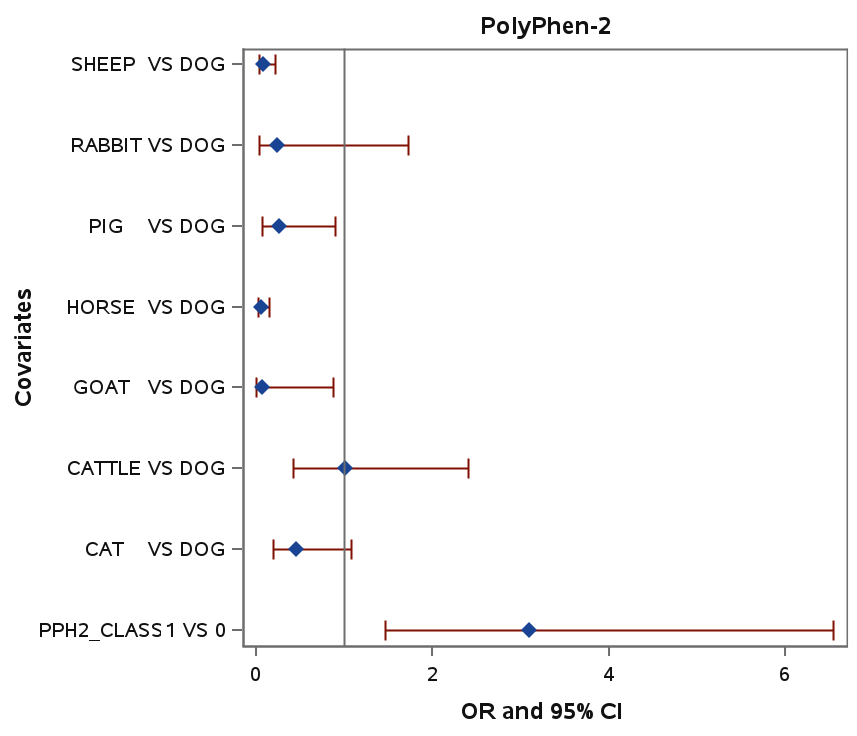 PolyPhen-2
SHEEP VS DOG
RABBIT VS DOG
PIG VS DOG
HORSE VS DOG
GOAT VS DOG
CATTLE VS DOG
CAT VS DOG
PPH2_CLASS 1 VS 0
Covariates
0 2 4 6
OR and 95% CI